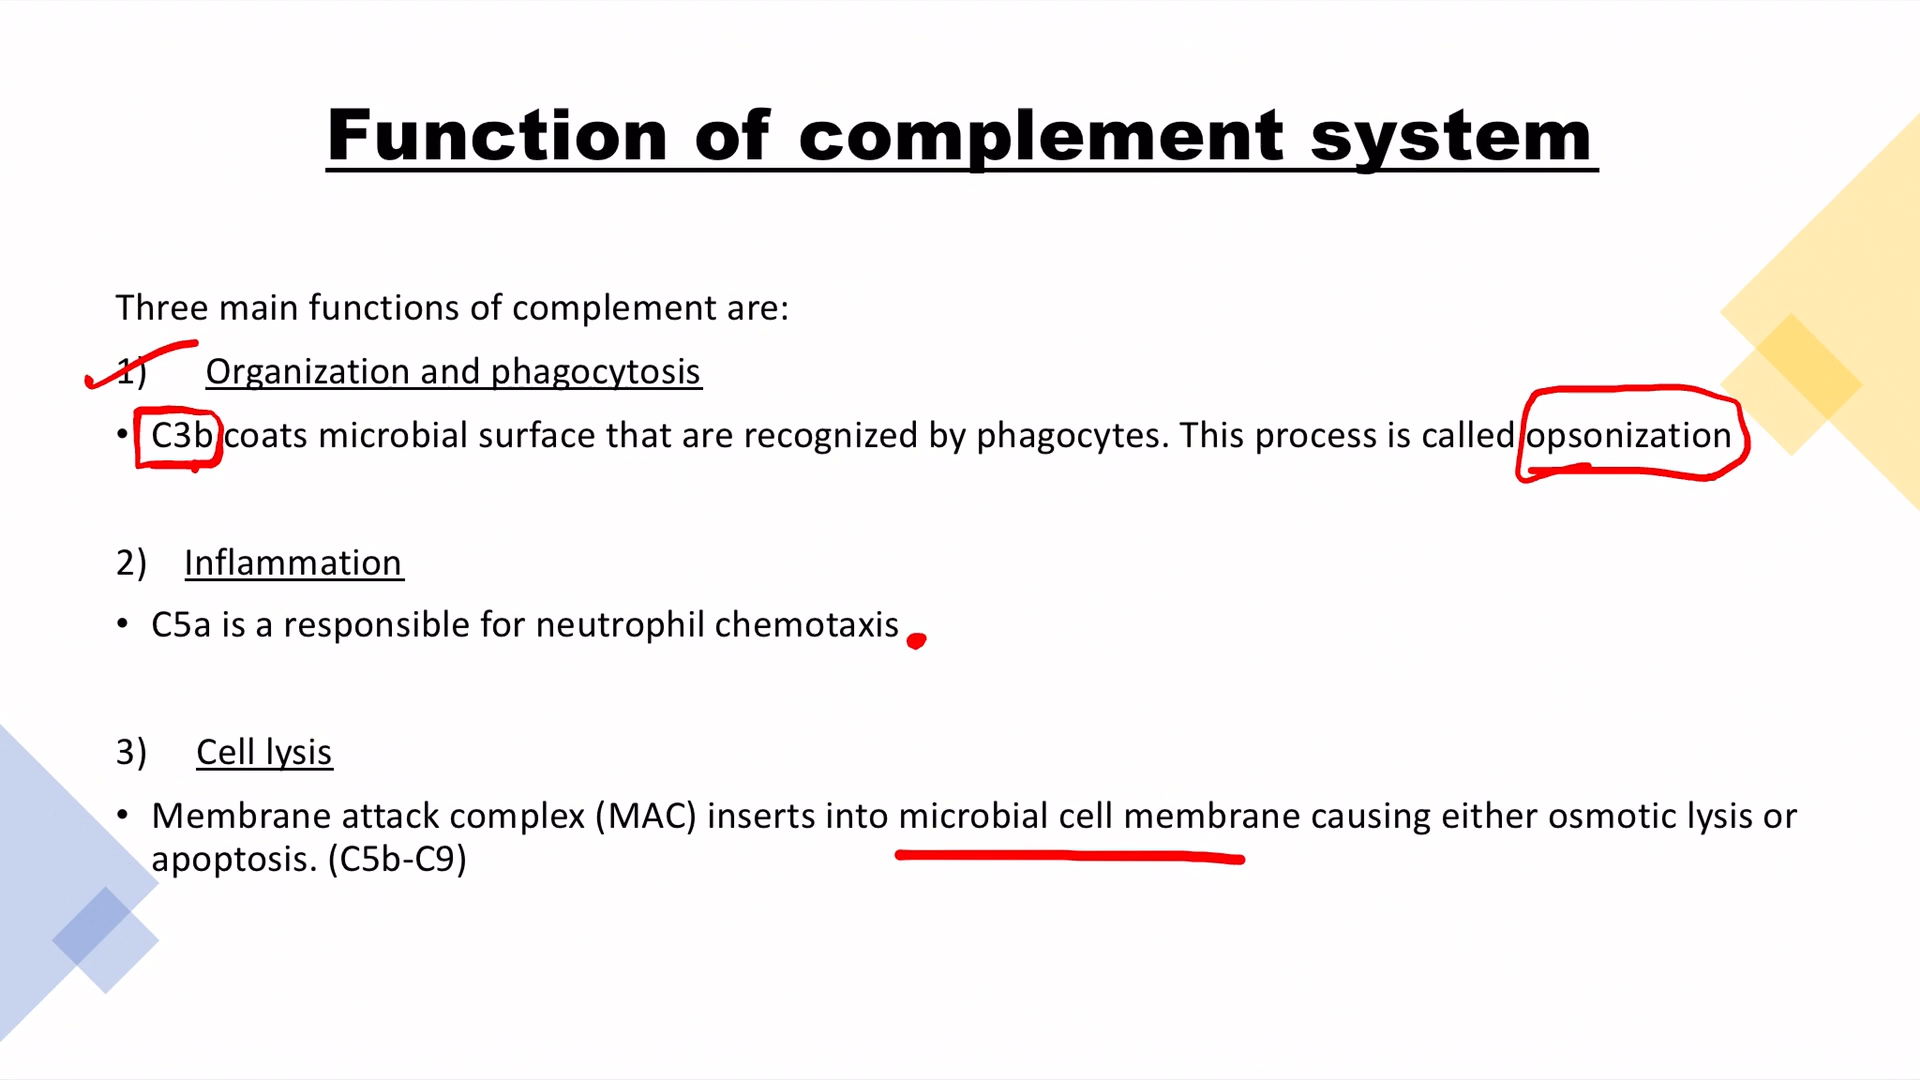 Function of complement system
Three main functions of complement are:
1) Organization and phagocytosis
• C3b coats microbial surface that are recognized by phagocytes. This process is called opsonization
2) Inflammation
• C5a is a responsible for neutrophil chemotaxis
3) Cell lysis
• Membrane attack complex (MAC) inserts into microbial cell membrane causing either osmotic lysis or
apoptosis. (C5b-C9)